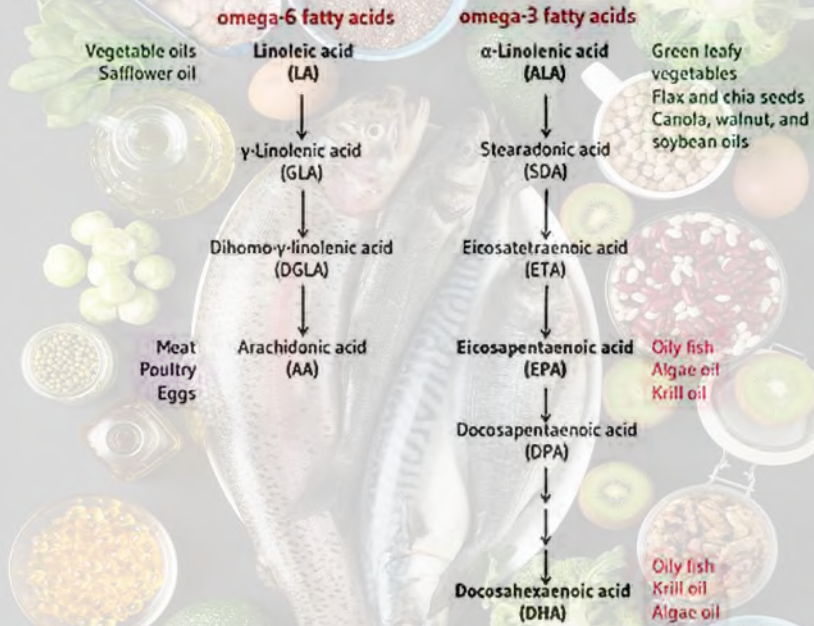 omega-6 fatty acids
omega-3 fatty acids
Vegetable oils
Safflower oil
Linoleic acid
(LA)
α-Linolenic acid
(ALA)
Green leafy
vegetables
Flax and chia seeds
Canola, walnut, and
soybean oils
γ-Linolenic acid
(GLA)
Stearadonic acid
(SDA)
Dihomo-γ-linolenic acid
(DGLA)
Eicosatetraenoic acid
(ETA)
Meat
Poultry
Eggs
Arachidonic acid
(AA)
Eicosapentaenoic acid
(EPA)
Oily fish
Algae oil
Krill oil
Docosapentaenoic acid
(DPA)
Docosahexaenoic acid
(DHA)
Oily fish
Krill oil
Algae oil